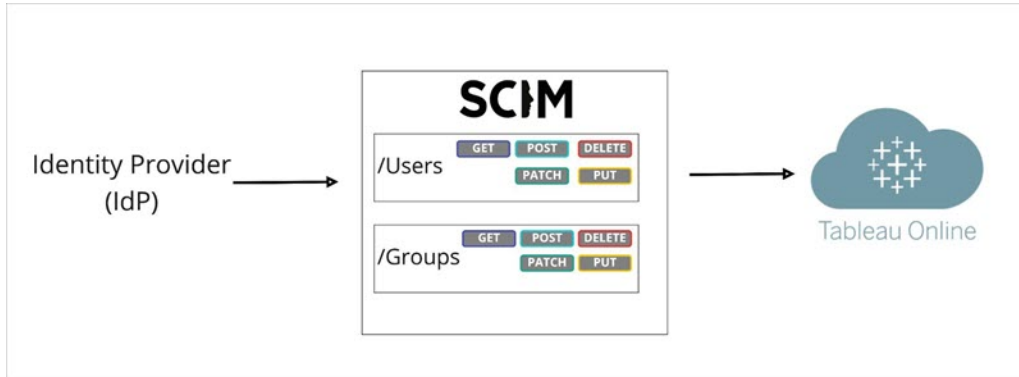 Identity Provider
(IdP)
SCIM
/Users
GET POST DELETE
PATCH PUT
/Groups
GET POST DELETE
PATCH PUT
Tableau Online